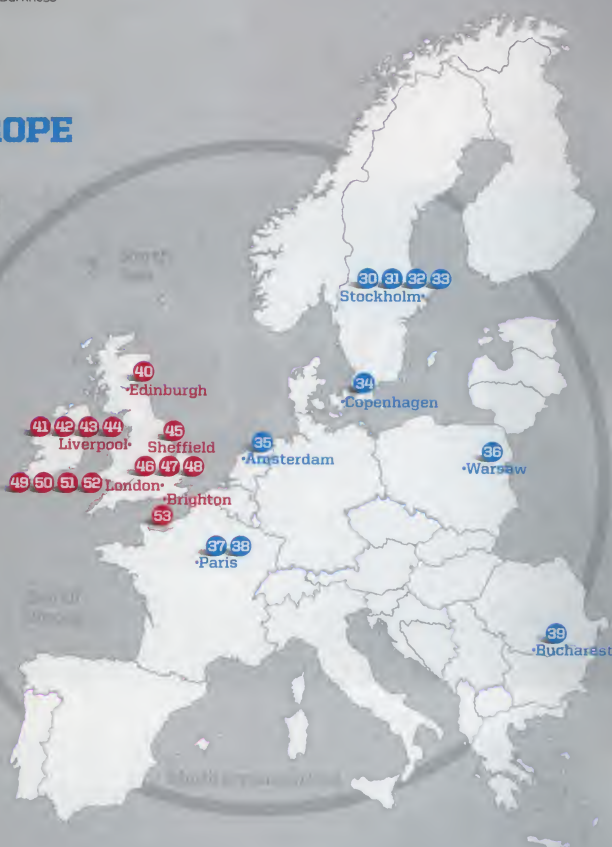 OPE
30 31 32 33
Stockholm
40
Edinburgh
34
Copenhagen
41 42 43 44
Liverpool
45
Sheffield
35
Amsterdam
36
Warsaw
46 47 48
49 50 51 52 London
Brighton
53
37 38
Paris
39
Bucharest